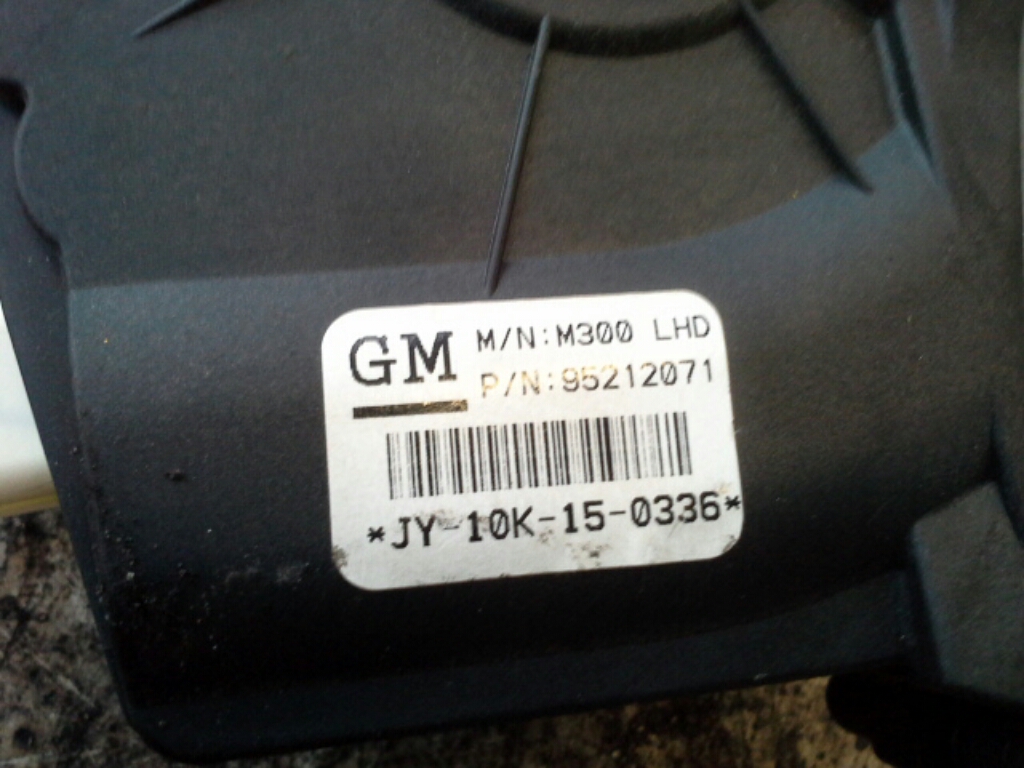 GM
M/N:M300 LHD
P/N:95212071
*JY-10K-15-0336*